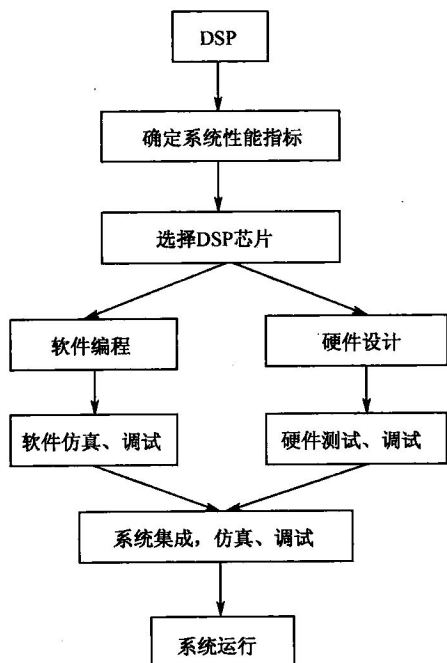 DSP
确定系统性能指标
选择DSP芯片
软件编程
硬件设计
软件仿真、调试
硬件测试、调试
系统集成，仿真、调试
系统运行